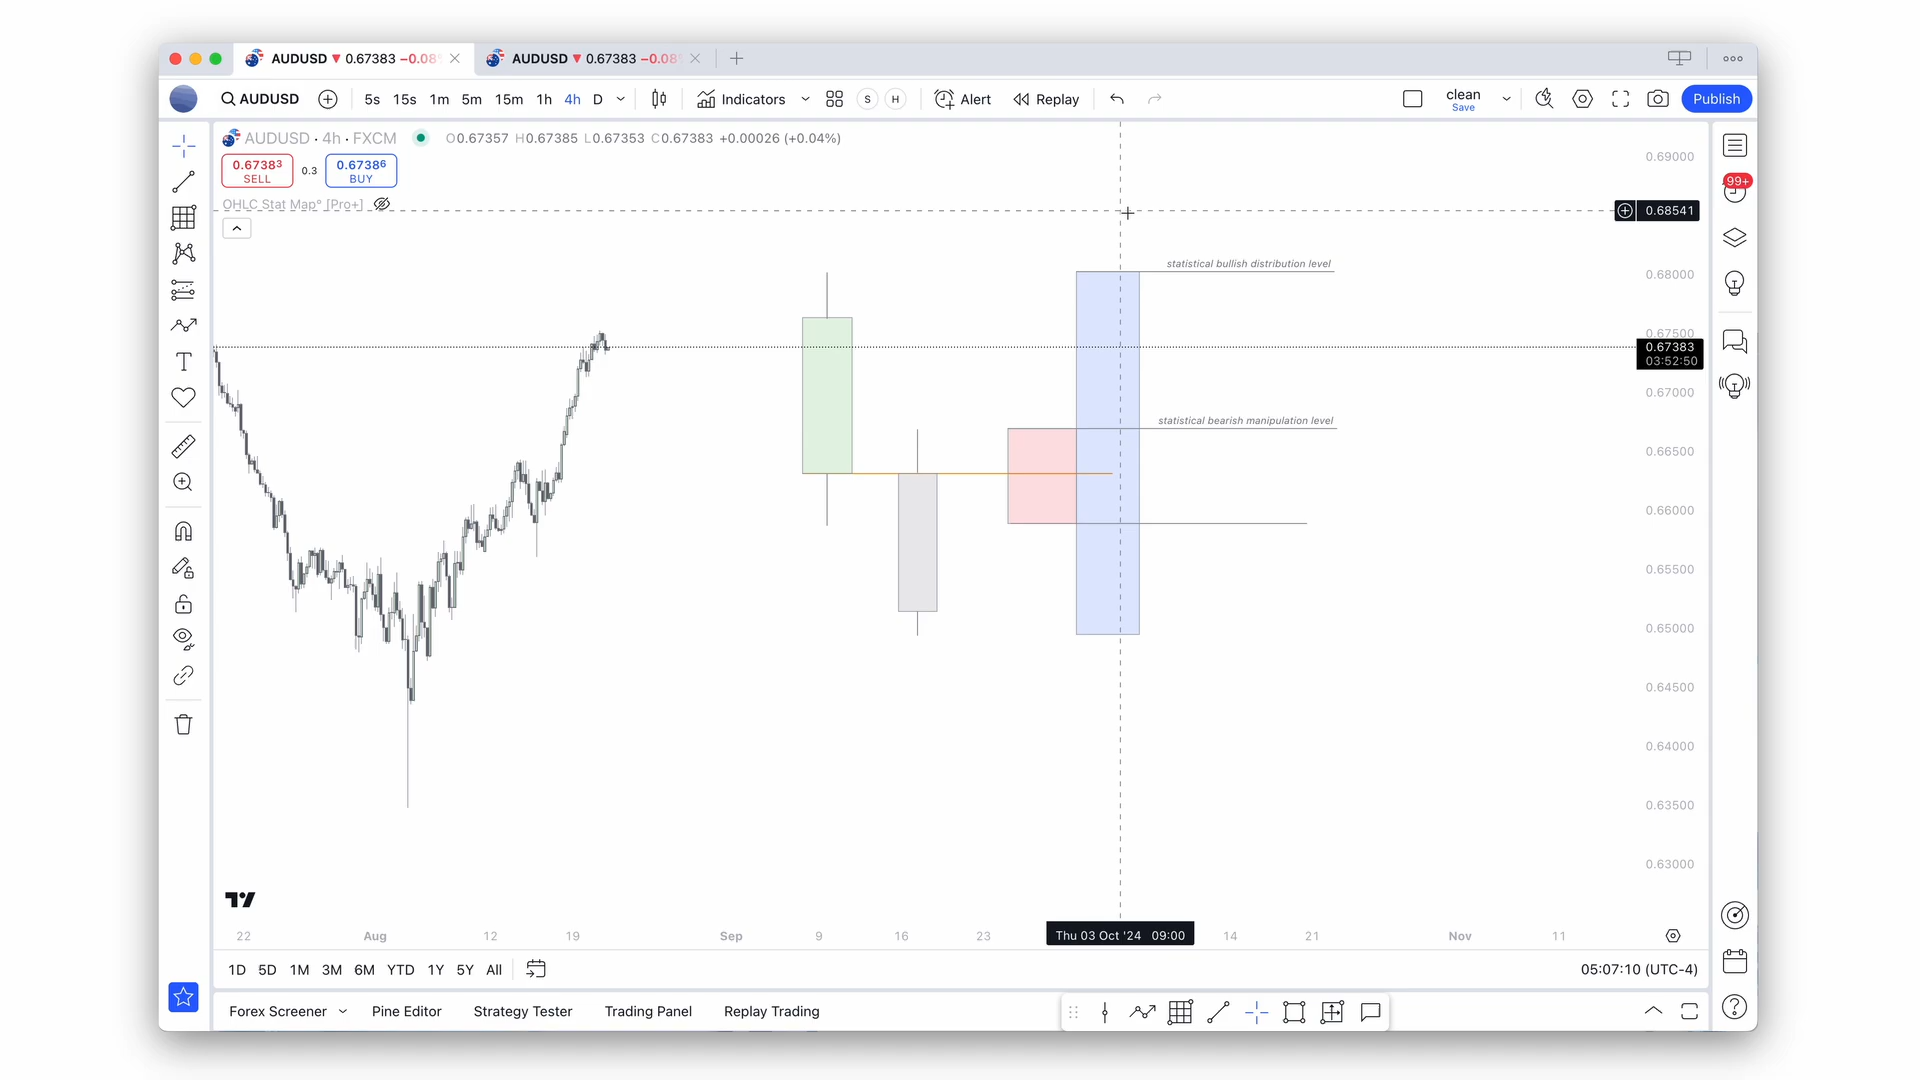 AUDUSD ▼ 0.67383 −0.08
AUDUSD ▼ 0.67383 −0.08
AUDUSD 5s 15s 1m 5m 15m 1h 4h D Indicators S H Alert Replay clean Publish
Save
AUDUSD · 4h · FXCM O0.67357 H0.67385 L0.67353 C0.67383 +0.00026 (+0.04%)
0.67383 0.3 0.67386
SELL BUY
OHLC Stat Map° [Pro+]
99+
0.69000
0.68541
statistical bullish distribution level
0.68000
0.67500
0.67383
03:52:50
0.67000
statistical bearish manipulation level
0.66500
0.66000
0.65500
0.65000
0.64500
0.64000
0.63500
0.63000
22 Aug 12 19 Sep 9 16 23 Thu 03 Oct '24 09:00 14 21 Nov 11
1D 5D 1M 3M 6M YTD 1Y 5Y All 05:07:10 (UTC-4)
Forex Screener Pine Editor Strategy Tester Trading Panel Replay Trading